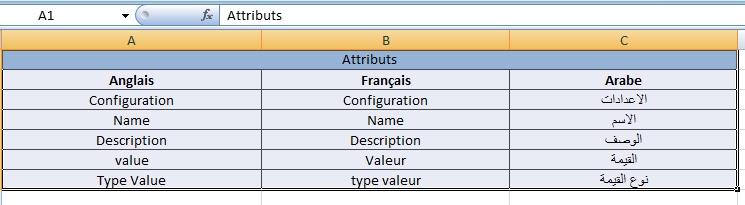 A1 fx Attributs
A B C
Attributs
Anglais Français Arabe
Configuration Configuration الاعدادات
Name Name الاسم
Description Description الوصف
value Valeur القيمة
Type Value type valeur نوع القيمة